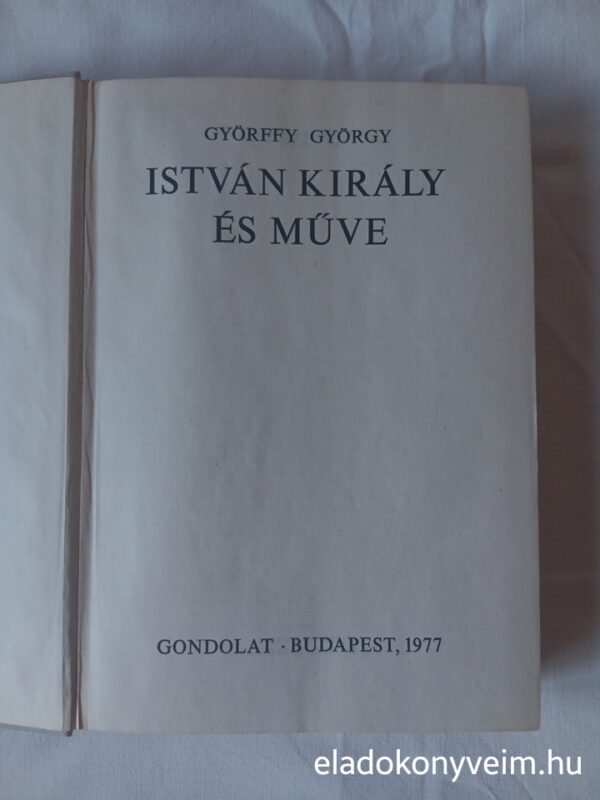 GYÖRFFY GYÖRGY
ISTVÁN KIRÁLY
ÉS MŰVE
GONDOLAT · BUDAPEST, 1977
eladokonyveim.hu